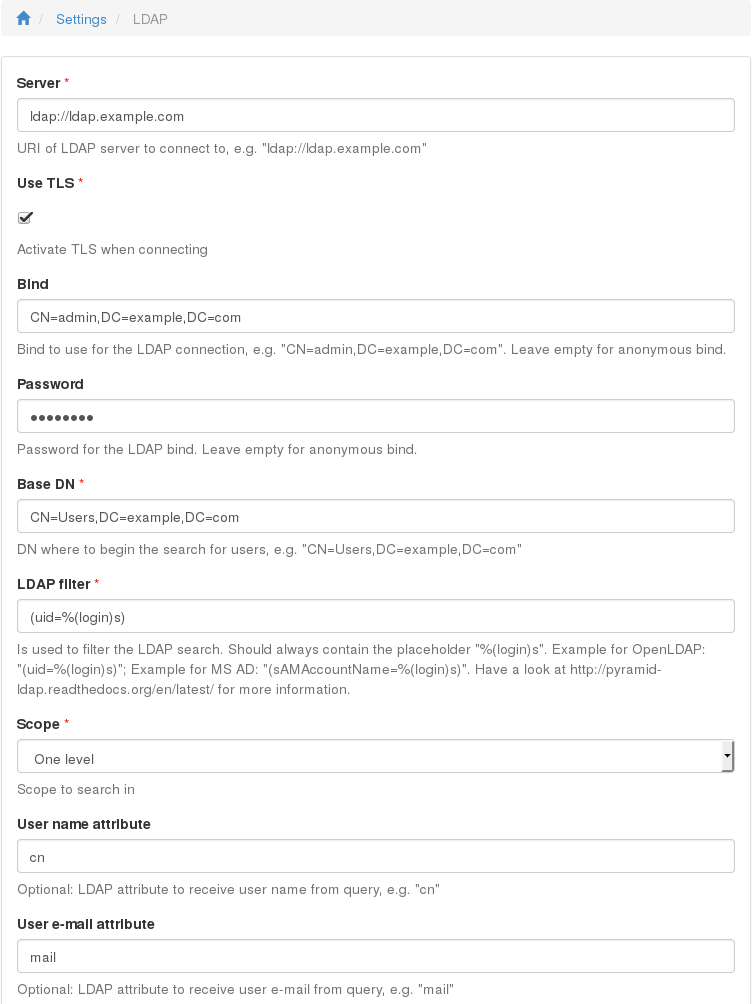 / Settings / LDAP
Server *
ldap://ldap.example.com
URI of LDAP server to connect to, e.g. "ldap://ldap.example.com"
Use TLS *
Activate TLS when connecting
Bind
CN=admin,DC=example,DC=com
Bind to use for the LDAP connection, e.g. "CN=admin,DC=example,DC=com". Leave empty for anonymous bind.
Password
••••••••
Password for the LDAP bind. Leave empty for anonymous bind.
Base DN *
CN=Users,DC=example,DC=com
DN where to begin the search for users, e.g. "CN=Users,DC=example,DC=com"
LDAP filter *
(uid=%(login)s)
Is used to filter the LDAP search. Should always contain the placeholder "%(login)s". Example for OpenLDAP:
"(uid=%(login)s)"; Example for MS AD: "(sAMAccountName=%(login)s)". Have a look at http://pyramid-
ldap.readthedocs.org/en/latest/ for more information.
Scope *
One level
Scope to search in
User name attribute
cn
Optional: LDAP attribute to receive user name from query, e.g. "cn"
User e-mail attribute
mail
Optional: LDAP attribute to receive user e-mail from query, e.g. "mail"